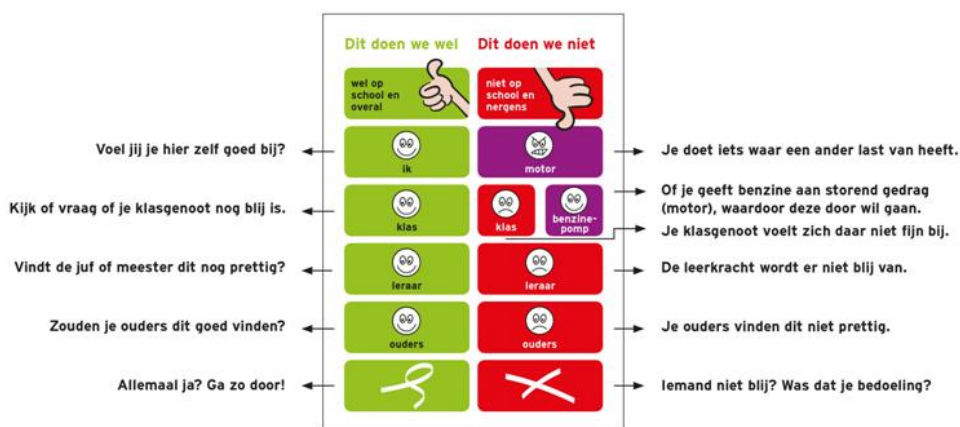 Dit doen we wel
Dit doen we niet
wel op
school en
overal
niet op
school en
nergens
Voel jij je hier zelf goed bij?
ik
motor
Je doet iets waar een ander last van heeft.
Kijk of vraag of je klasgenoot nog blij is.
klas
klas
benzine-
pomp
Of je geeft benzine aan storend gedrag
(motor), waardoor deze door wil gaan.
Je klasgenoot voelt zich daar niet fijn bij.
Vindt de juf of meester dit nog prettig?
leraar
leraar
De leerkracht wordt er niet blij van.
Zouden je ouders dit goed vinden?
ouders
ouders
Je ouders vinden dit niet prettig.
Allemaal ja? Ga zo door!
Iemand niet blij? Was dat je bedoeling?